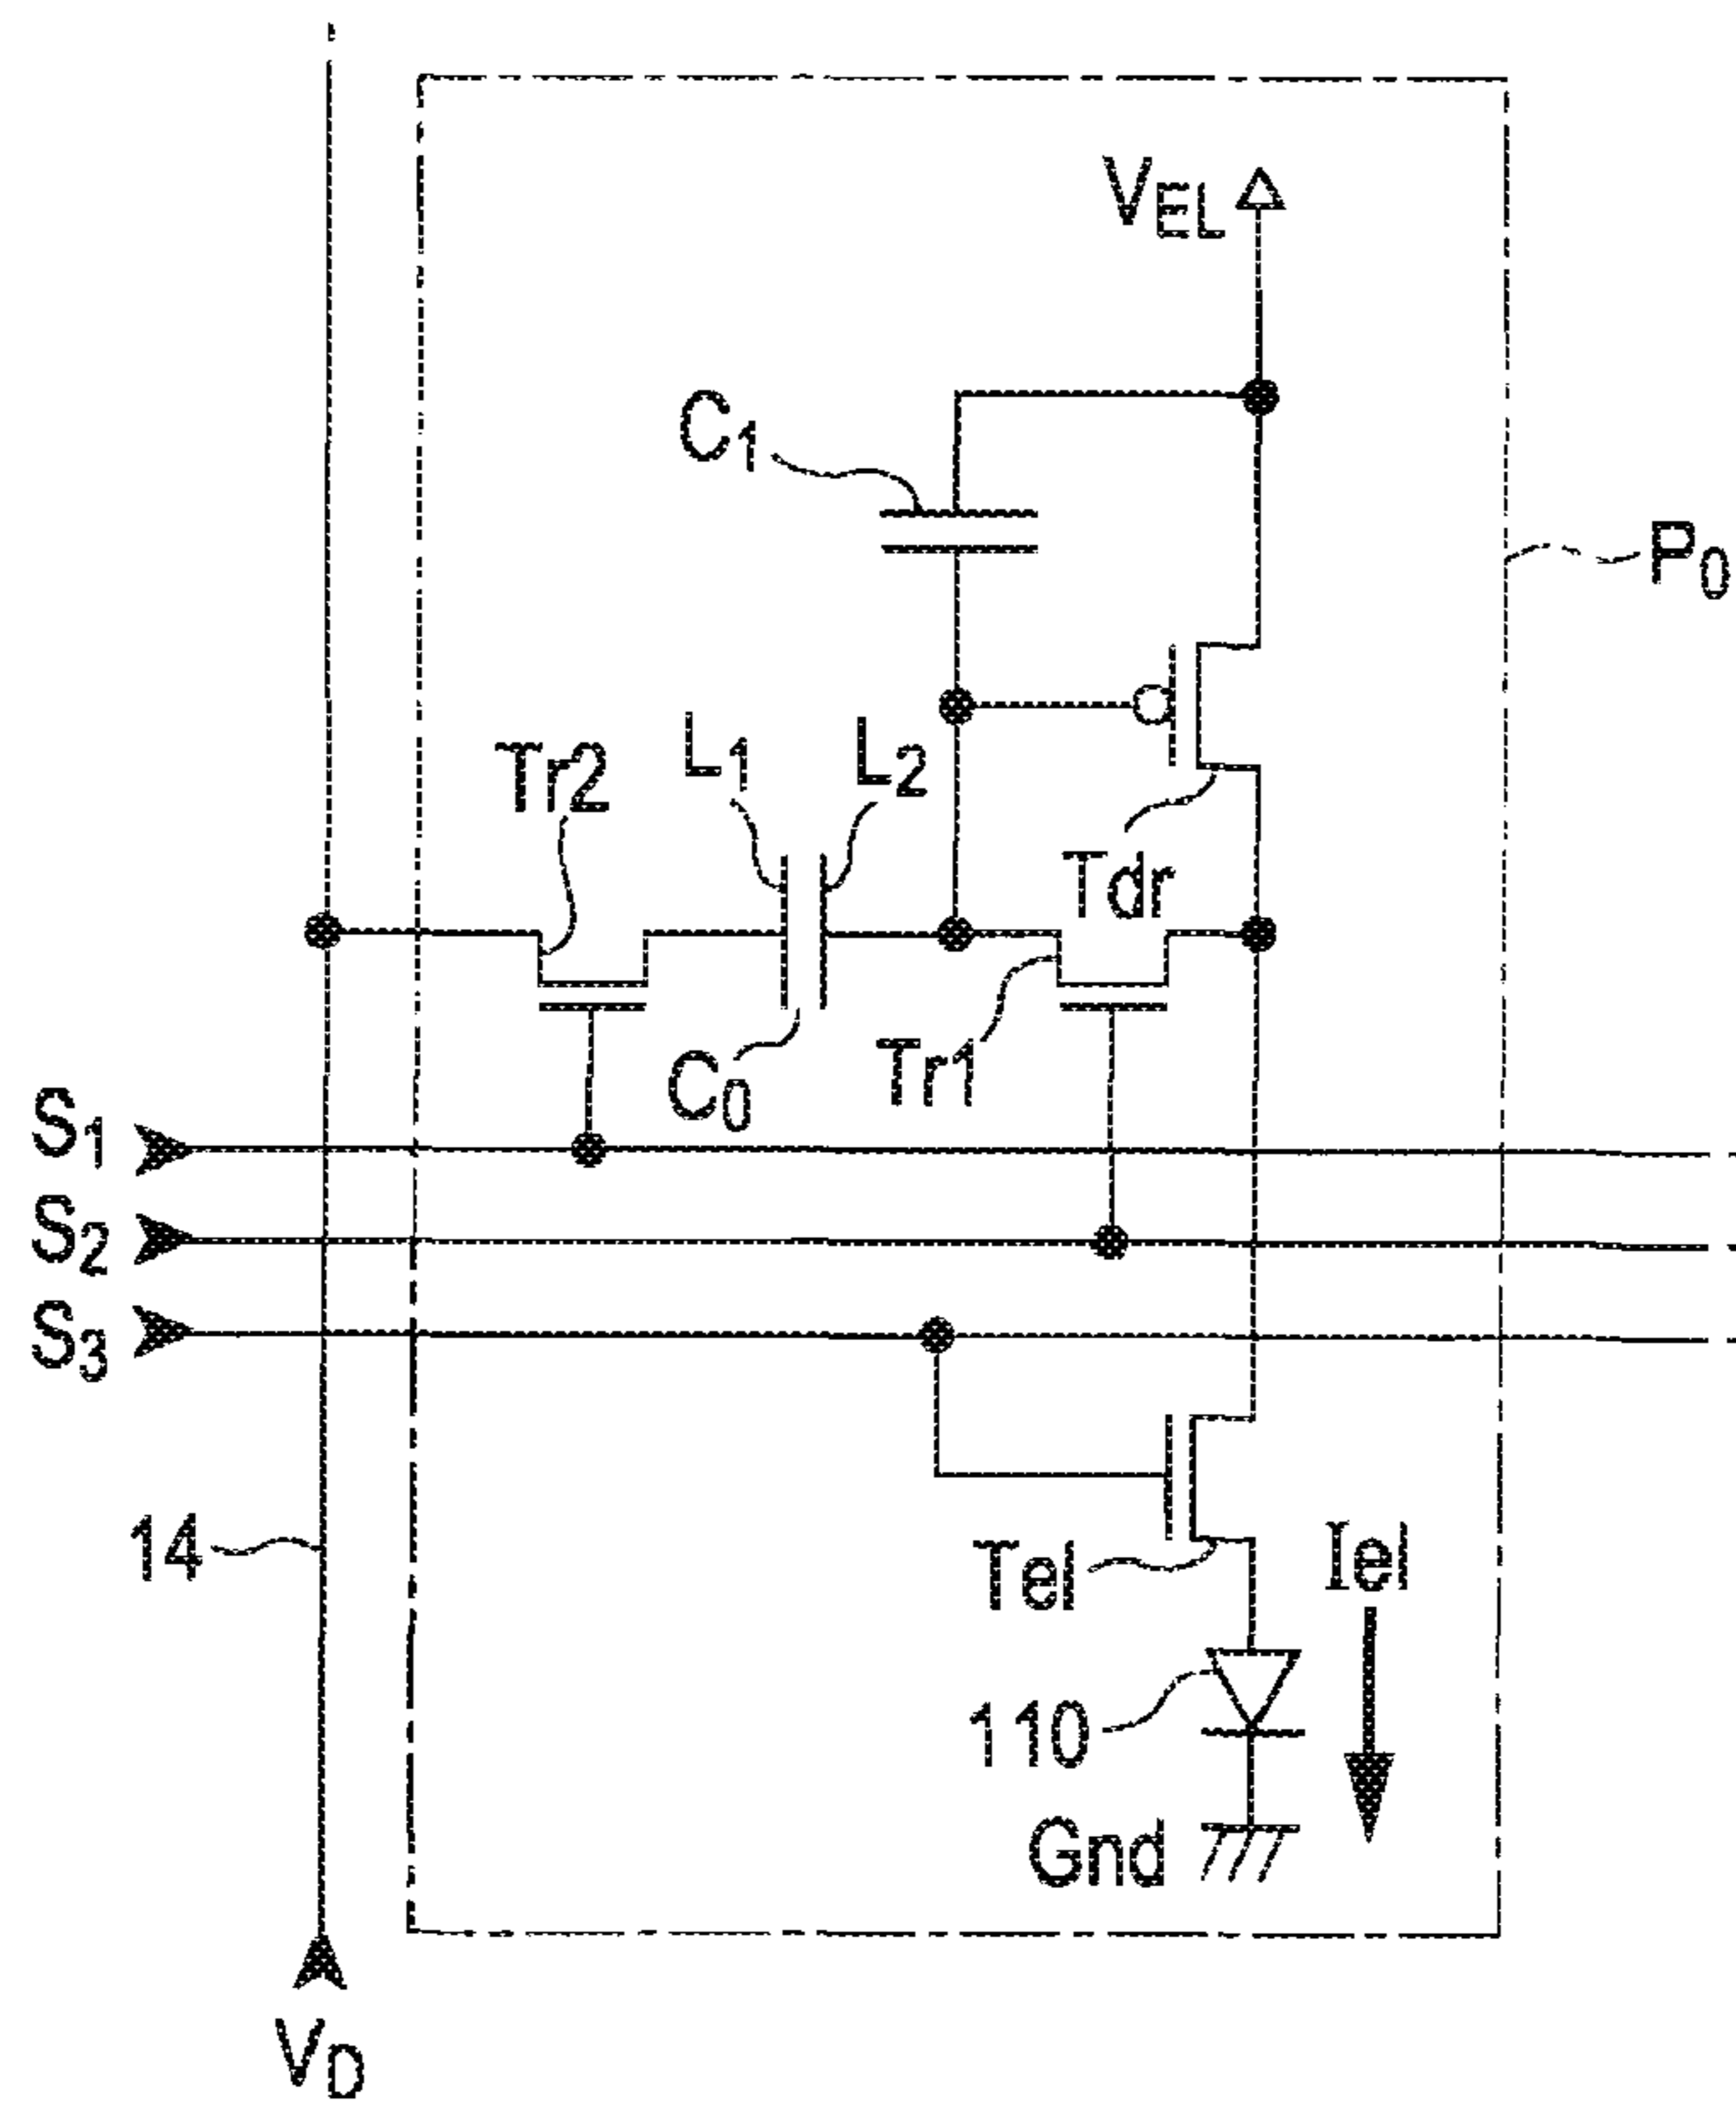 VEL
C1
P0
Tr2
L1
L2
Tdr
C0
Tr1
S1
S2
S3
14
Tel
Iel
110
Gnd
VD